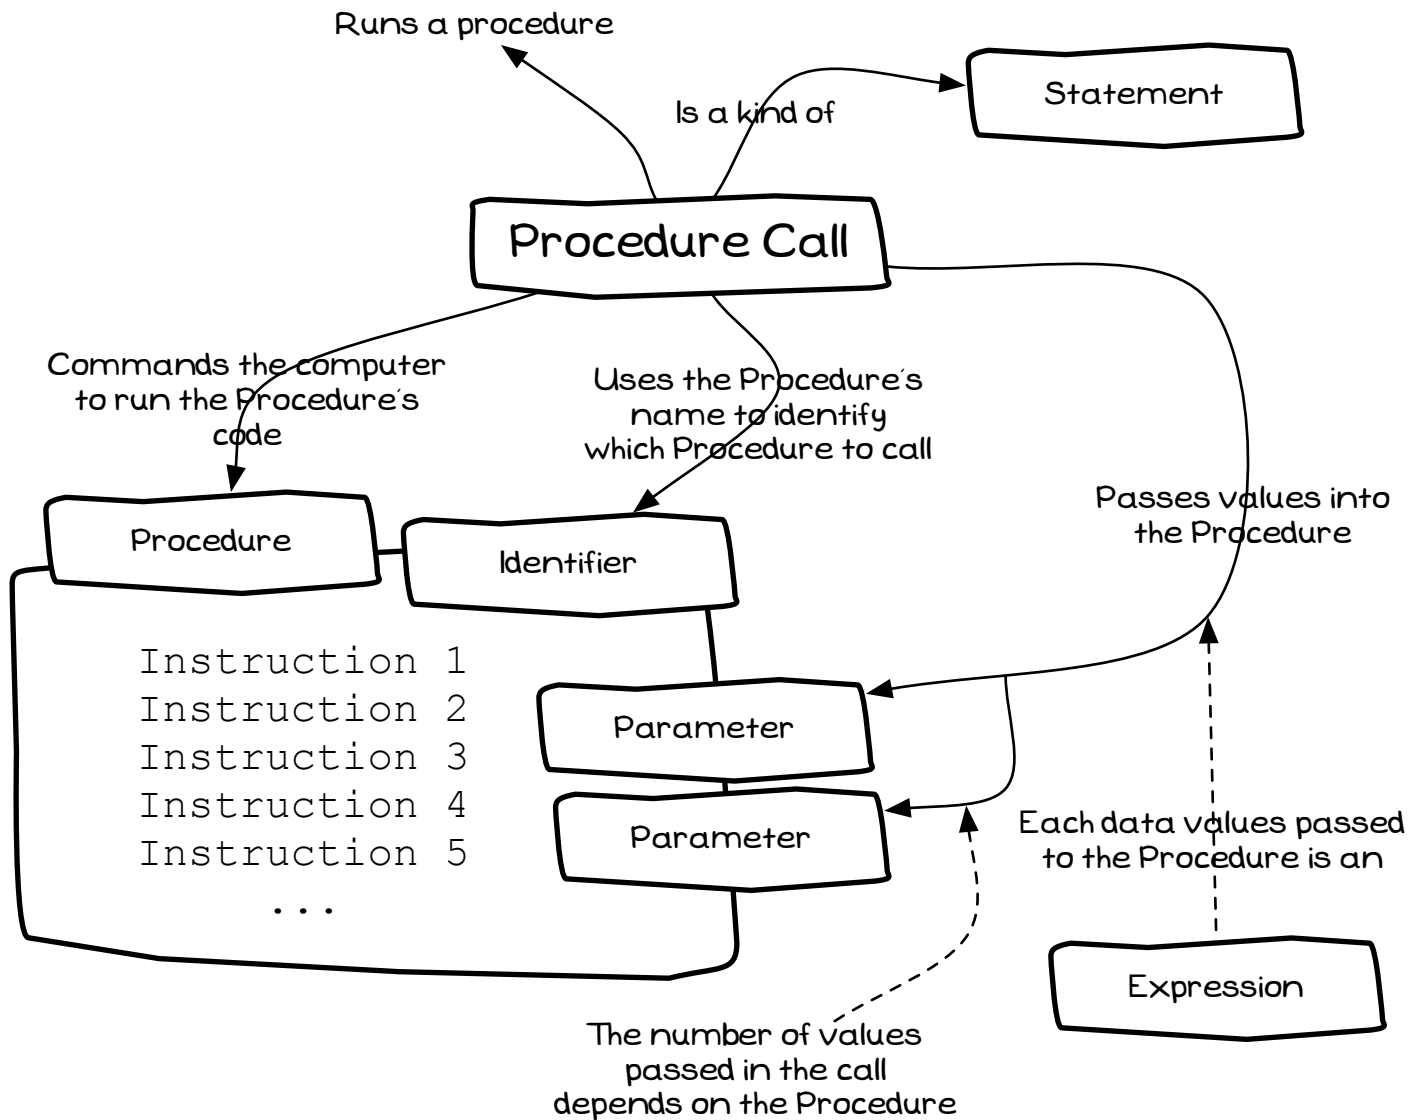 Runs a procedure
Is a kind of
Statement
Procedure Call
Commands the computer
to run the Procedure's
code
Uses the Procedure's
name to identify
which Procedure to call
Passes values into
the Procedure
Procedure
Identifier
Instruction 1
Instruction 2
Instruction 3
Instruction 4
Instruction 5
...
Parameter
Parameter
Each data values passed
to the Procedure is an
Expression
The number of values
passed in the call
depends on the Procedure